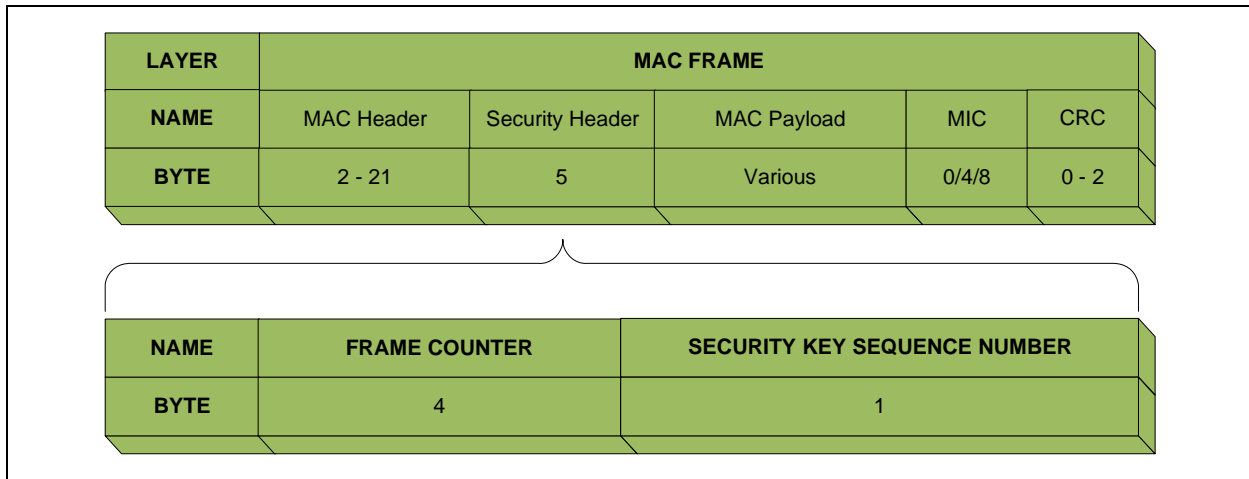 LAYER MAC FRAME
NAME MAC Header Security Header MAC Payload MIC CRC
BYTE 2 - 21 5 Various 0/4/8 0 - 2
NAME FRAME COUNTER SECURITY KEY SEQUENCE NUMBER
BYTE 4 1